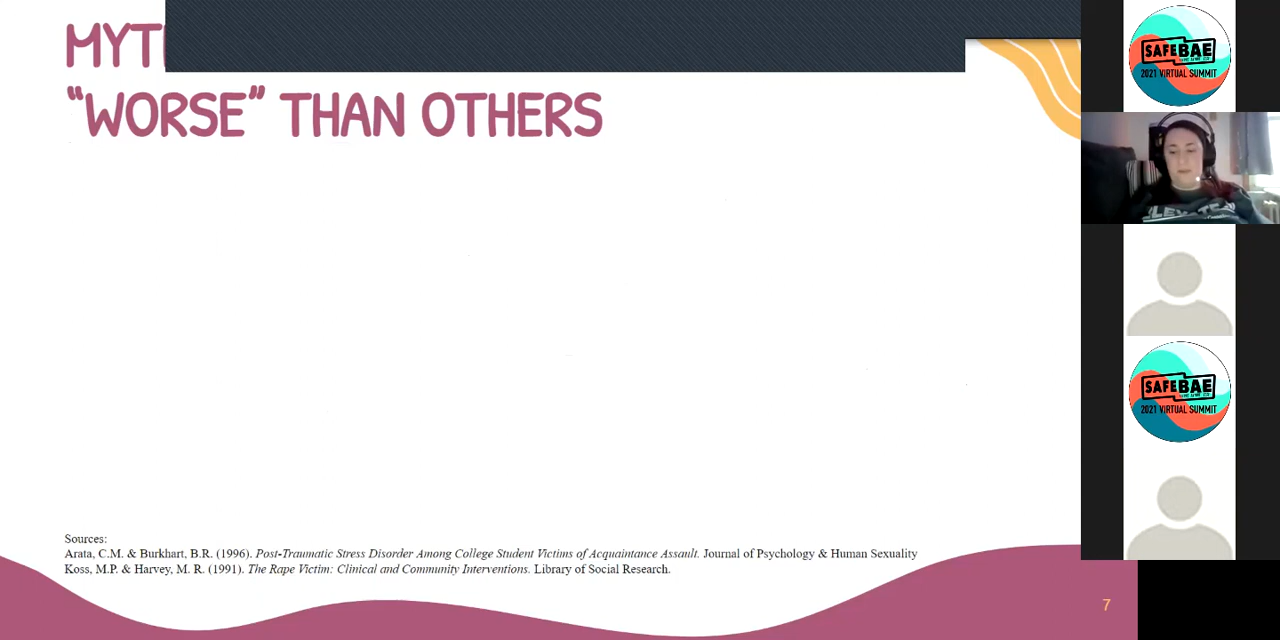 MYT
“WORSE” THAN OTHERS
Sources:
Arata, C.M. & Burkhart, B.R. (1996). Post-Traumatic Stress Disorder Among College Student Victims of Acquaintance Assault. Journal of Psychology & Human Sexuality
Koss, M.P. & Harvey, M. R. (1991). The Rape Victim: Clinical and Community Interventions. Library of Social Research.
7
SAFEBAE
2021 VIRTUAL SUMMIT
SAFEBAE
2021 VIRTUAL SUMMIT